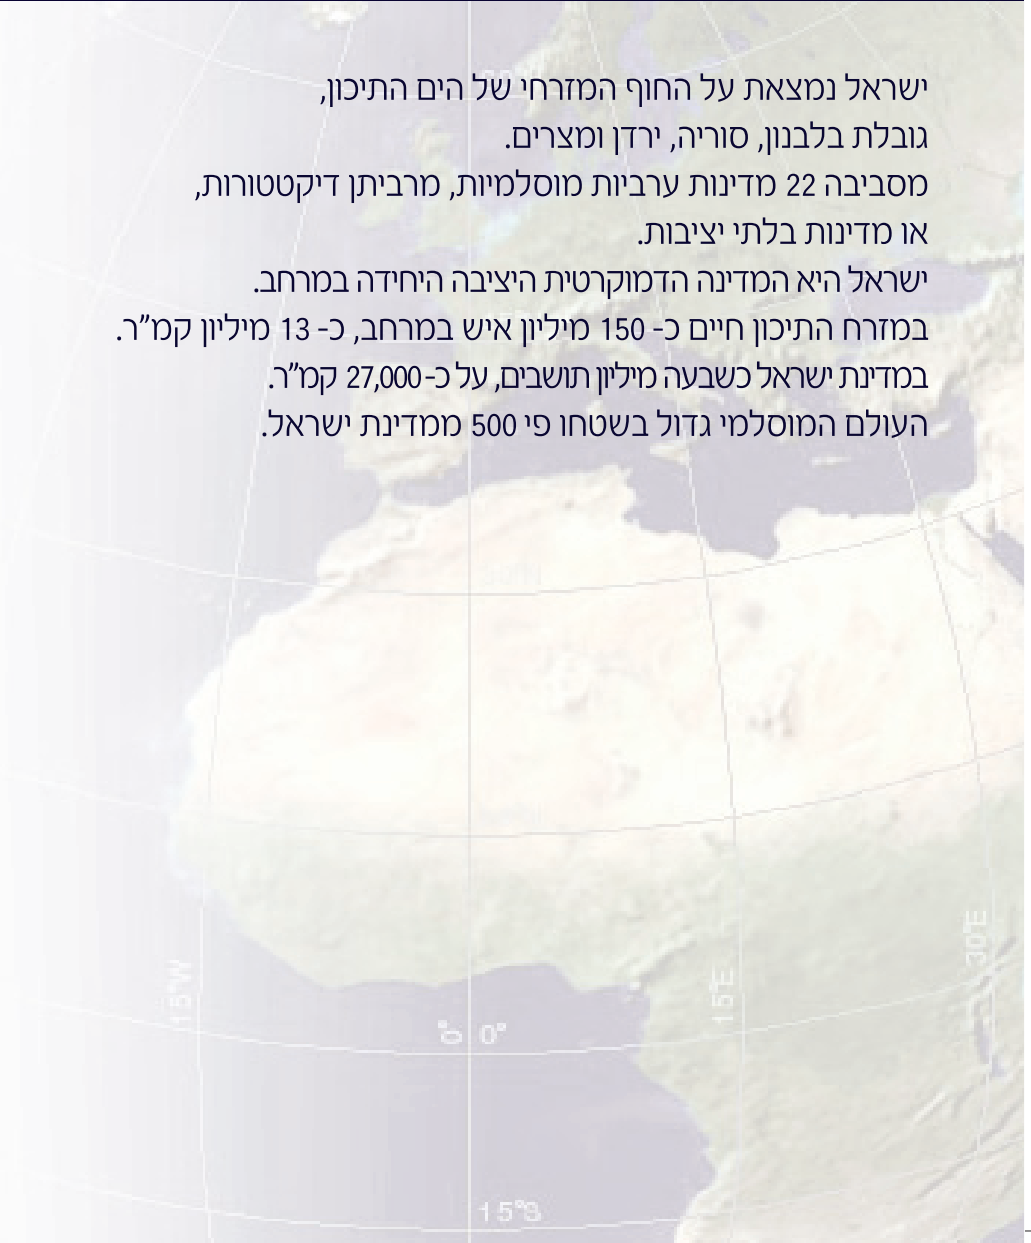 ישראל נמצאת על החוף המזרחי של הים התיכון,
גובלת בלבנון, סוריה, ירדן ומצרים.
מסביבה 22 מדינות ערביות מוסלמיות, מרביתן דיקטטורות,
או מדינות בלתי יציבות.
ישראל היא המדינה הדמוקרטית היציבה היחידה במרחב.
במזרח התיכון חיים כ- 150 מיליון איש במרחב, כ- 13 מיליון קמ"ר.
במדינת ישראל כשבעה מיליון תושבים, על כ-27,000 קמ"ר.
העולם המוסלמי גדול בשטחו פי 500 ממדינת ישראל.
15°W
0° 0°
15°E
30°E
15°S